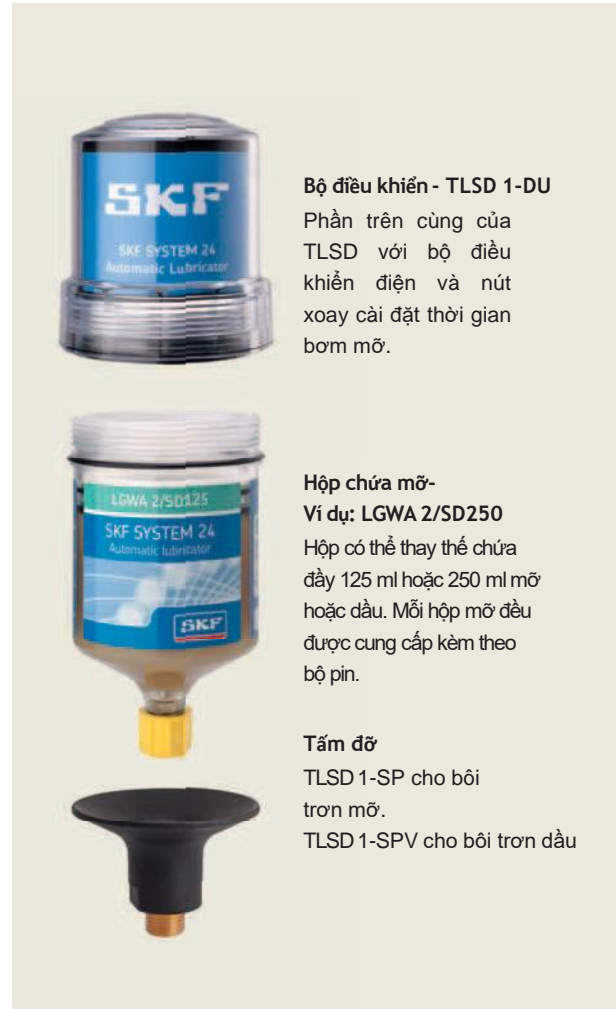 SKF
SKF SYSTEM 24
Automatic Lubricator
Bộ điều khiển - TLSD 1-DU
Phần trên cùng của
TLSD với bộ điều
khiển điện và nút
xoay cài đặt thời gian
bơm mỡ.
LGWA 2/SD125
SKF SYSTEM 24
Automatic lubricator
SKF
Hộp chứa mỡ-
Ví dụ: LGWA 2/SD250
Hộp có thể thay thế chứa
đầy 125 ml hoặc 250 ml mỡ
hoặc dầu. Mỗi hộp mỡ đều
được cung cấp kèm theo
bộ pin.
Tấm đỡ
TLSD 1-SP cho bôi
trơn mỡ.
TLSD 1-SPV cho bôi trơn dầu